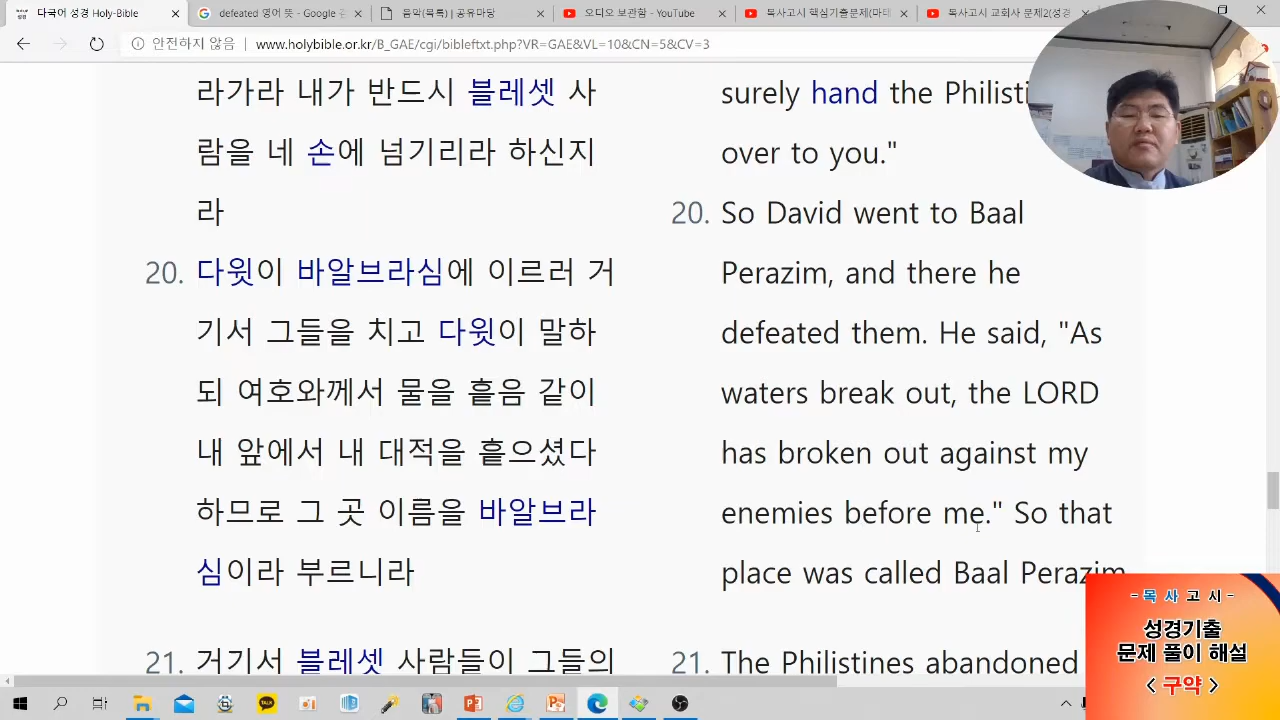 다국어 성경 Holy-Bible
defeated 영어 뜻 - Google 검
음악(목록) | 공유마당
오디오 보관함 - YouTube
목사고시 핵심기출문제(마태
목사고시 교회사 문제2(성경
안전하지 않음
www.holybible.or.kr/B_GAE/cgi/bibleftxt.php?VR=GAE&VL=10&CN=5&CV=3
라가라 내가 반드시 블레셋 사
람을 네 손에 넘기리라 하신지
라
20. 다윗이 바알브라심에 이르러 거
기서 그들을 치고 다윗이 말하
되 여호와께서 물을 흩음 같이
내 앞에서 내 대적을 흩으셨다
하므로 그 곳 이름을 바알브라
심이라 부르니라
21. 거기서 블레셋 사람들이 그들의
surely hand the
over to you."
20. So David went to Baal
Perazim, and there he
defeated them. He said, "As
waters break out, the LORD
has broken out against my
enemies before me." So that
place was called Baal Perazim
21. The Philistines abandoned
- 목사고시 -
성경기출
문제 풀이 해설
< 구약 >